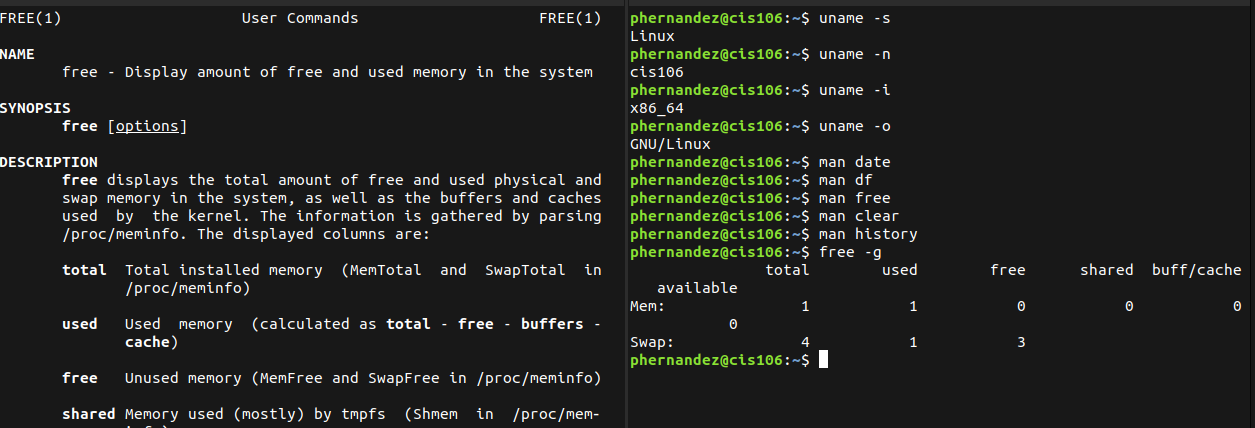 FREE(1)                    User Commands                    FREE(1)

NAME
       free - Display amount of free and used memory in the system

SYNOPSIS
       free [options]

DESCRIPTION
       free displays the total amount of free and used physical and
       swap memory in the system, as well as the buffers and caches
       used  by  the kernel. The information is gathered by parsing
       /proc/meminfo. The displayed columns are:

       total  Total installed memory  (MemTotal  and  SwapTotal  in
              /proc/meminfo)

       used   Used  memory  (calculated as total - free - buffers -
              cache)

       free   Unused memory (MemFree and SwapFree in /proc/meminfo)

       shared Memory used (mostly) by tmpfs  (Shmem  in  /proc/mem‐
phernandez@cis106:~$ uname -s
Linux
phernandez@cis106:~$ uname -n
cis106
phernandez@cis106:~$ uname -i
x86_64
phernandez@cis106:~$ uname -o
GNU/Linux
phernandez@cis106:~$ man date
phernandez@cis106:~$ man df
phernandez@cis106:~$ man free
phernandez@cis106:~$ man clear
phernandez@cis106:~$ man history
phernandez@cis106:~$ free -g
               total        used        free      shared  buff/cache
   available
Mem:               1           1           0           0           0
           0
Swap:              4           1           3
phernandez@cis106:~$